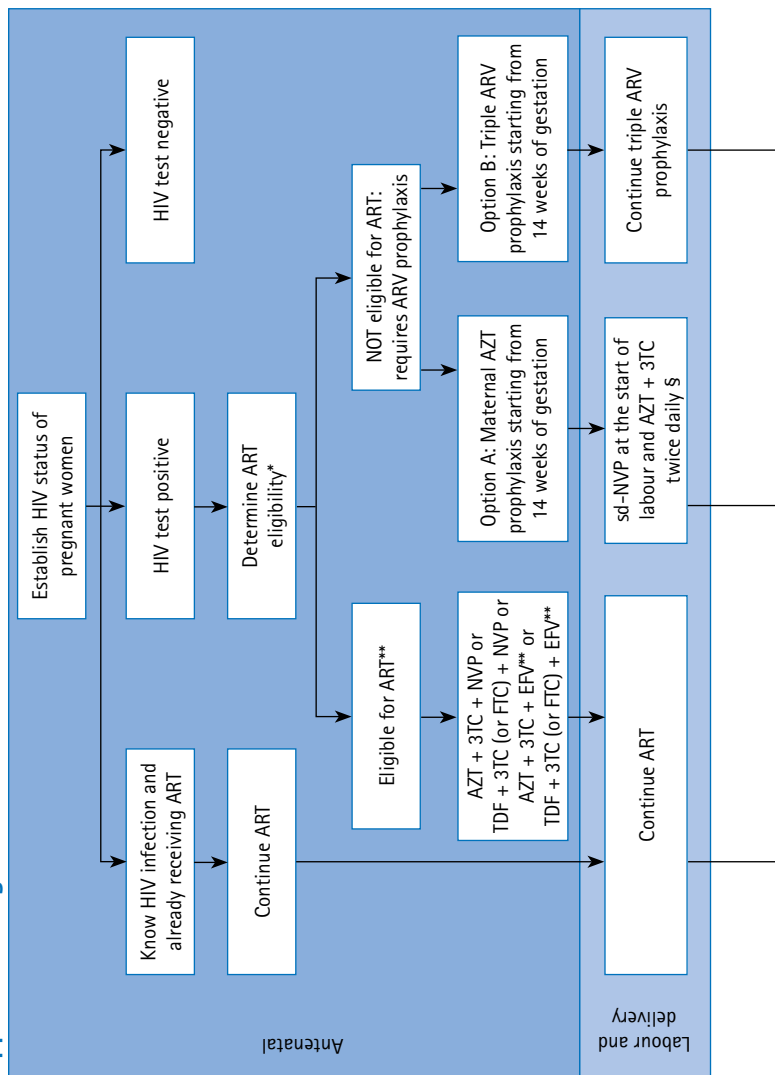 Establish HIV status of
pregnant women
Know HIV infection and
already receiving ART
HIV test positive
HIV test negative
Continue ART
Determine ART
eligibility*
Eligible for ART**
NOT eligible for ART:
requires ARV prophylaxis
AZT + 3TC + NVP or
TDF + 3TC (or FTC) + NVP or
AZT + 3TC + EFV** or
TDF + 3TC (or FTC) + EFV**
Option A: Maternal AZT
prophylaxis starting from
14 weeks of gestation
Option B: Triple ARV
prophylaxis starting from
14 weeks of gestation
Antenatal
Continue ART
sd-NVP at the start of
labour and AZT + 3TC
twice daily §
Continue triple ARV
prophylaxis
Labour and
delivery